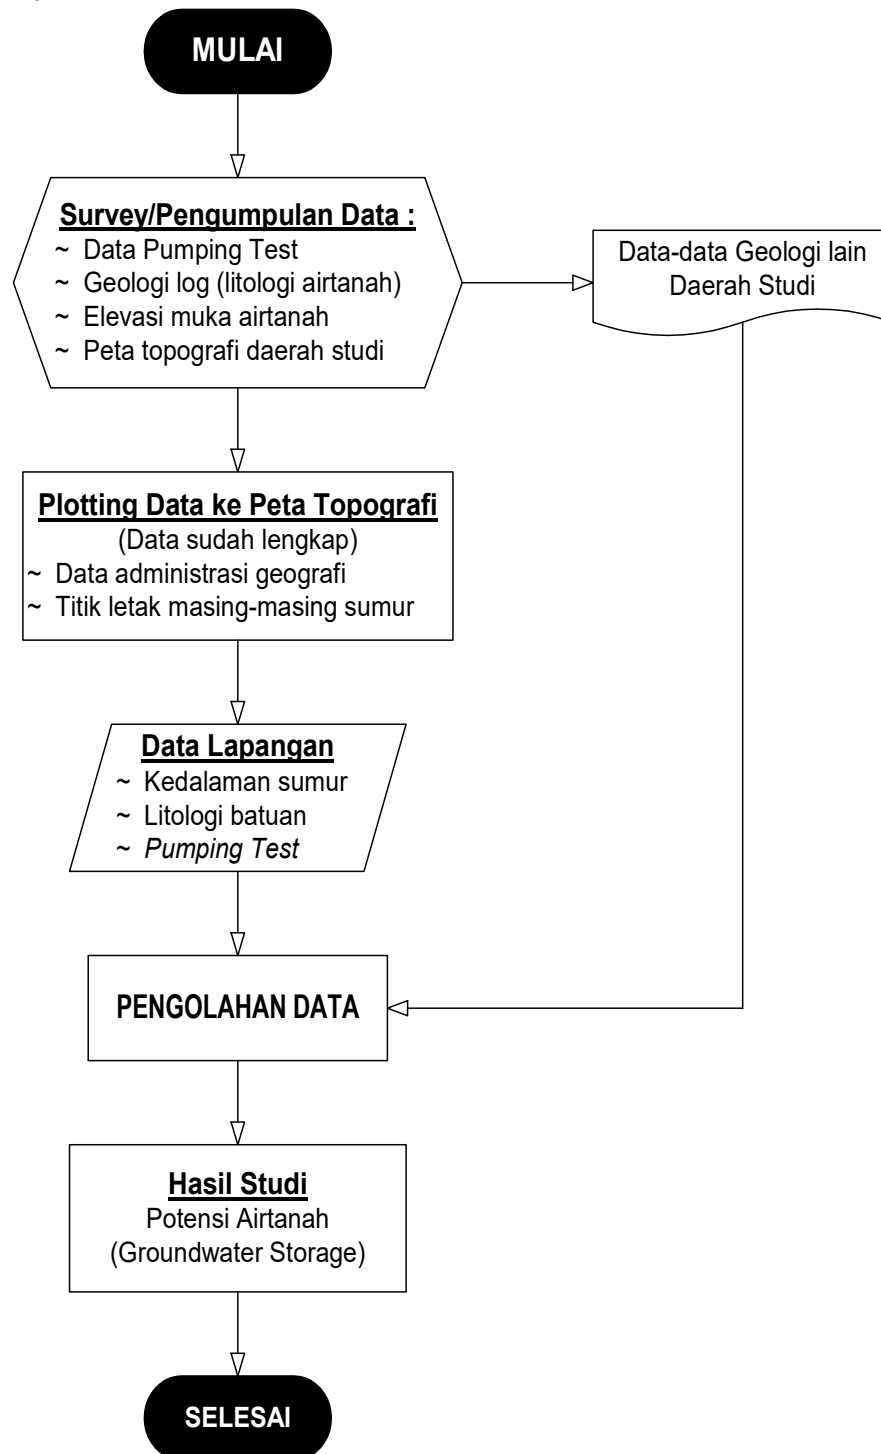 MULAI
Survey/Pengumpulan Data :
~ Data Pumping Test
~ Geologi log (litologi airtanah)
~ Elevasi muka airtanah
~ Peta topografi daerah studi
Data-data Geologi lain
Daerah Studi
Plotting Data ke Peta Topografi
(Data sudah lengkap)
~ Data administrasi geografi
~ Titik letak masing-masing sumur
Data Lapangan
~ Kedalaman sumur
~ Litologi batuan
~ Pumping Test
PENGOLAHAN DATA
Hasil Studi
Potensi Airtanah
(Groundwater Storage)
SELESAI